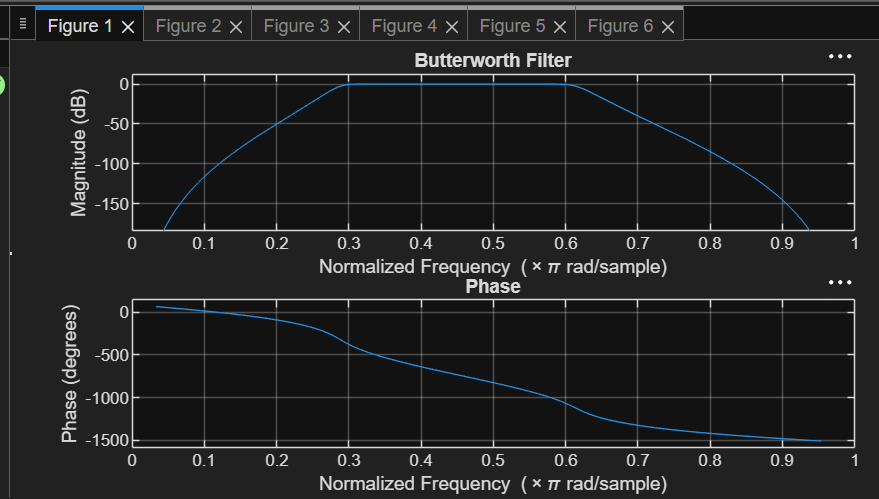 Figure 1 × Figure 2 × Figure 3 × Figure 4 × Figure 5 × Figure 6 ×
Butterworth Filter
Magnitude (dB)
0
-50
-100
-150
0 0.1 0.2 0.3 0.4 0.5 0.6 0.7 0.8 0.9 1
Normalized Frequency (× π rad/sample)
Phase
Phase (degrees)
0
-500
-1000
-1500
0 0.1 0.2 0.3 0.4 0.5 0.6 0.7 0.8 0.9 1
Normalized Frequency (× π rad/sample)